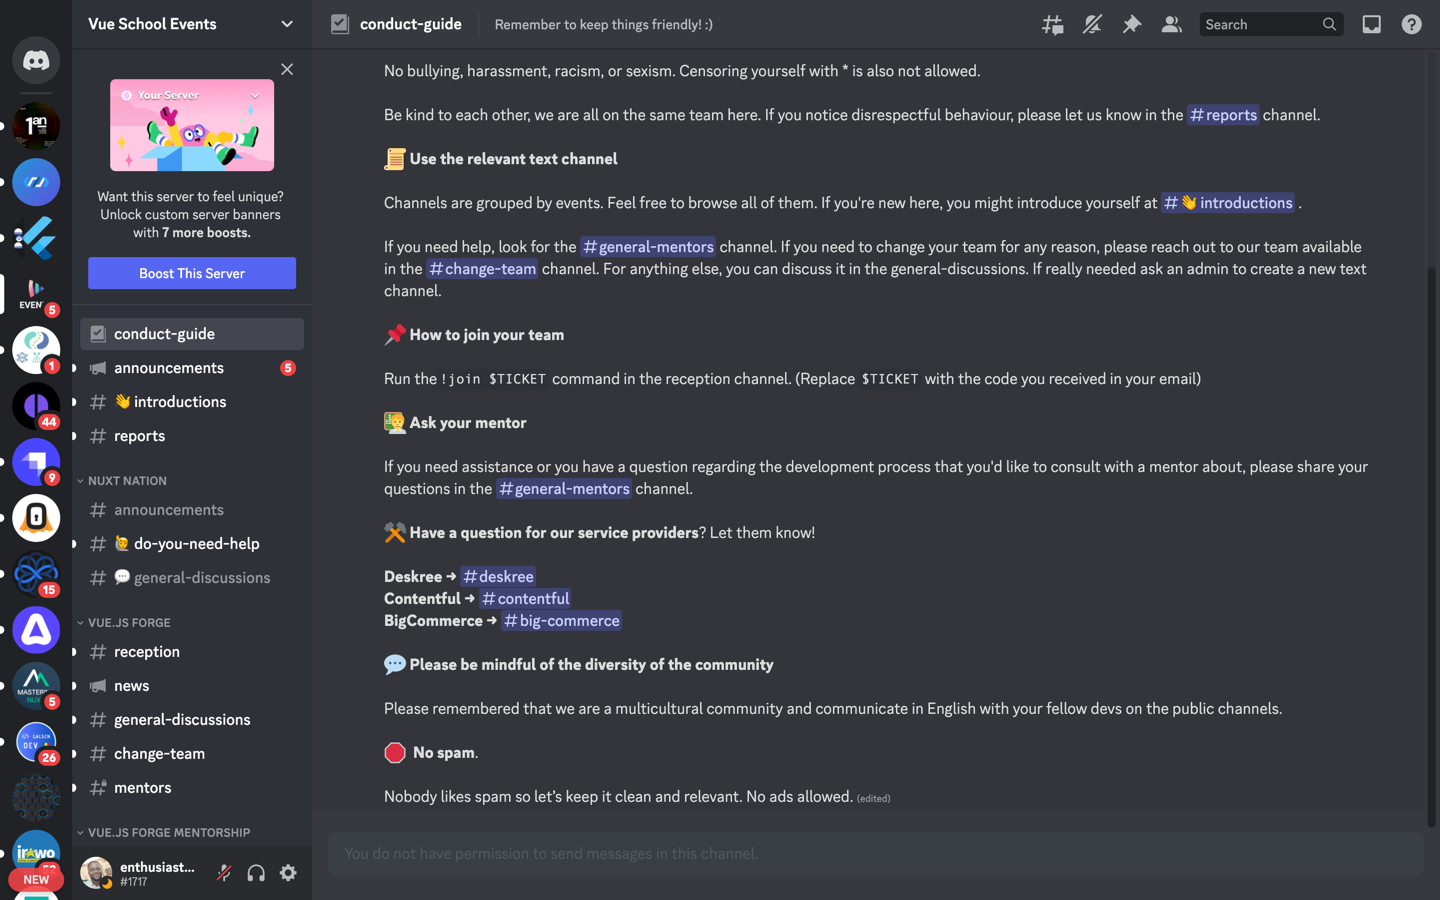 Vue School Events
conduct-guide
Remember to keep things friendly! :)
Search
1an
EVEN
5
1
44
9
15
MASTERI
NUX
5
GALSEN
DEV
26
irawo
NEW
Your Server
Want this server to feel unique?
Unlock custom server banners
with 7 more boosts.
Boost This Server
conduct-guide
announcements
5
# 👋 introductions
# reports
NUXT NATION
# announcements
# 🙋 do-you-need-help
# 💬 general-discussions
VUE.JS FORGE
# reception
news
# general-discussions
# change-team
# mentors
VUE.JS FORGE MENTORSHIP
enthusiast...
#1717
No bullying, harassment, racism, or sexism. Censoring yourself with * is also not allowed.
Be kind to each other, we are all on the same team here. If you notice disrespectful behaviour, please let us know in the # reports channel.
📜 Use the relevant text channel
Channels are grouped by events. Feel free to browse all of them. If you're new here, you might introduce yourself at # 👋 introductions .
If you need help, look for the # general-mentors channel. If you need to change your team for any reason, please reach out to our team available
in the # change-team channel. For anything else, you can discuss it in the general-discussions. If really needed ask an admin to create a new text
channel.
📌 How to join your team
Run the !join $TICKET command in the reception channel. (Replace $TICKET with the code you received in your email)
🧑‍🏫 Ask your mentor
If you need assistance or you have a question regarding the development process that you'd like to consult with a mentor about, please share your
questions in the # general-mentors channel.
⚒️ Have a question for our service providers? Let them know!
Deskree → # deskree
Contentful → # contentful
BigCommerce → # big-commerce
💬 Please be mindful of the diversity of the community
Please remembered that we are a multicultural community and communicate in English with your fellow devs on the public channels.
🛑 No spam.
Nobody likes spam so let's keep it clean and relevant. No ads allowed. (edited)
You do not have permission to send messages in this channel.